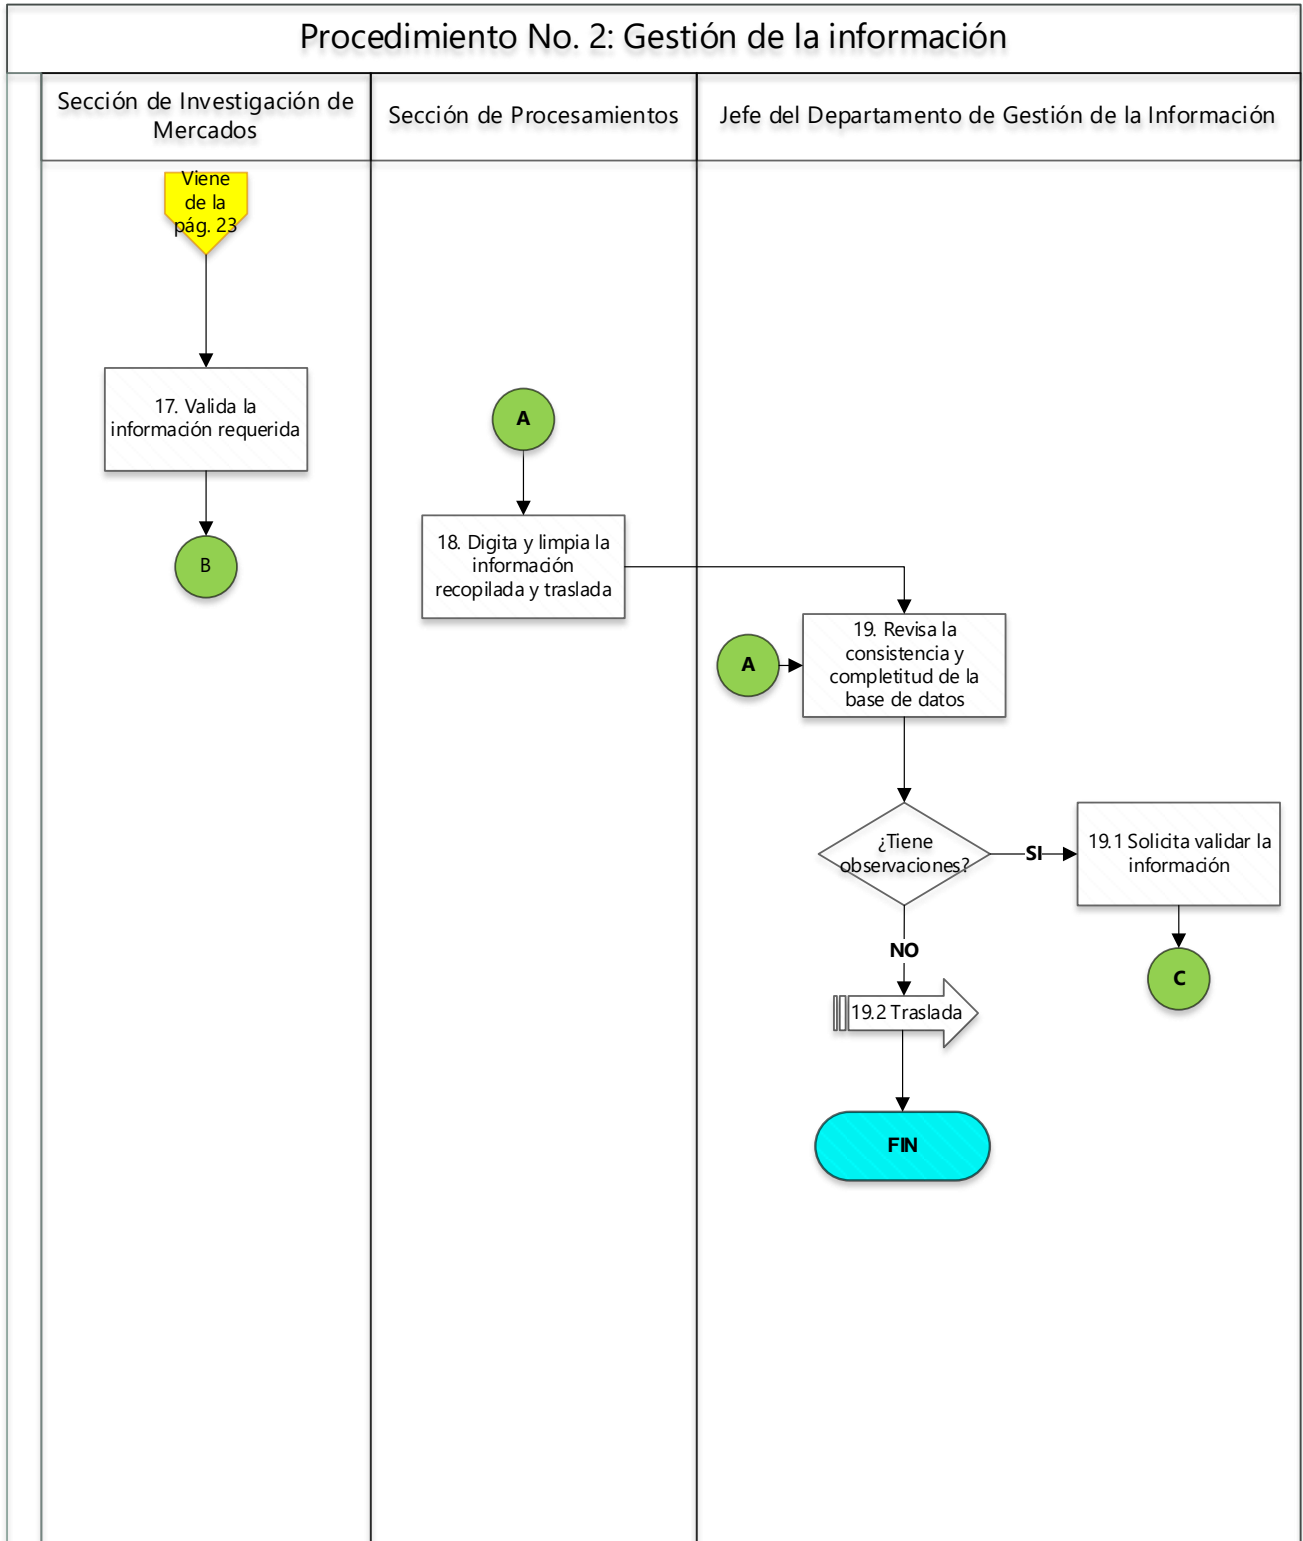 Procedimiento No. 2: Gestión de la información
Sección de Investigación de
Mercados
Sección de Procesamientos
Jefe del Departamento de Gestión de la Información
Viene
de la
pág. 23
17. Valida la
información requerida
B
A
18. Digita y limpia la
información
recopilada y traslada
A
19. Revisa la
consistencia y
completitud de la
base de datos
¿Tiene
observaciones?
SI
19.1 Solicita validar la
información
C
NO
19.2 Traslada
FIN